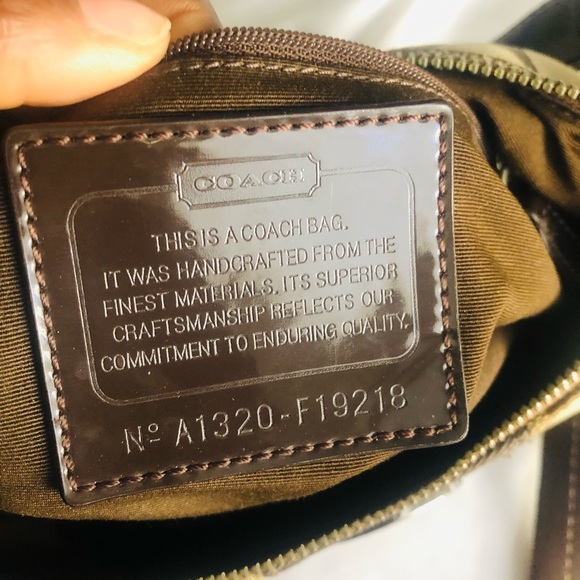 COACH
THIS IS A COACH BAG.
IT WAS HANDCRAFTED FROM THE
FINEST MATERIALS. ITS SUPERIOR
CRAFTSMANSHIP REFLECTS OUR
COMMITMENT TO ENDURING QUALITY.
Nº A1320-F19218